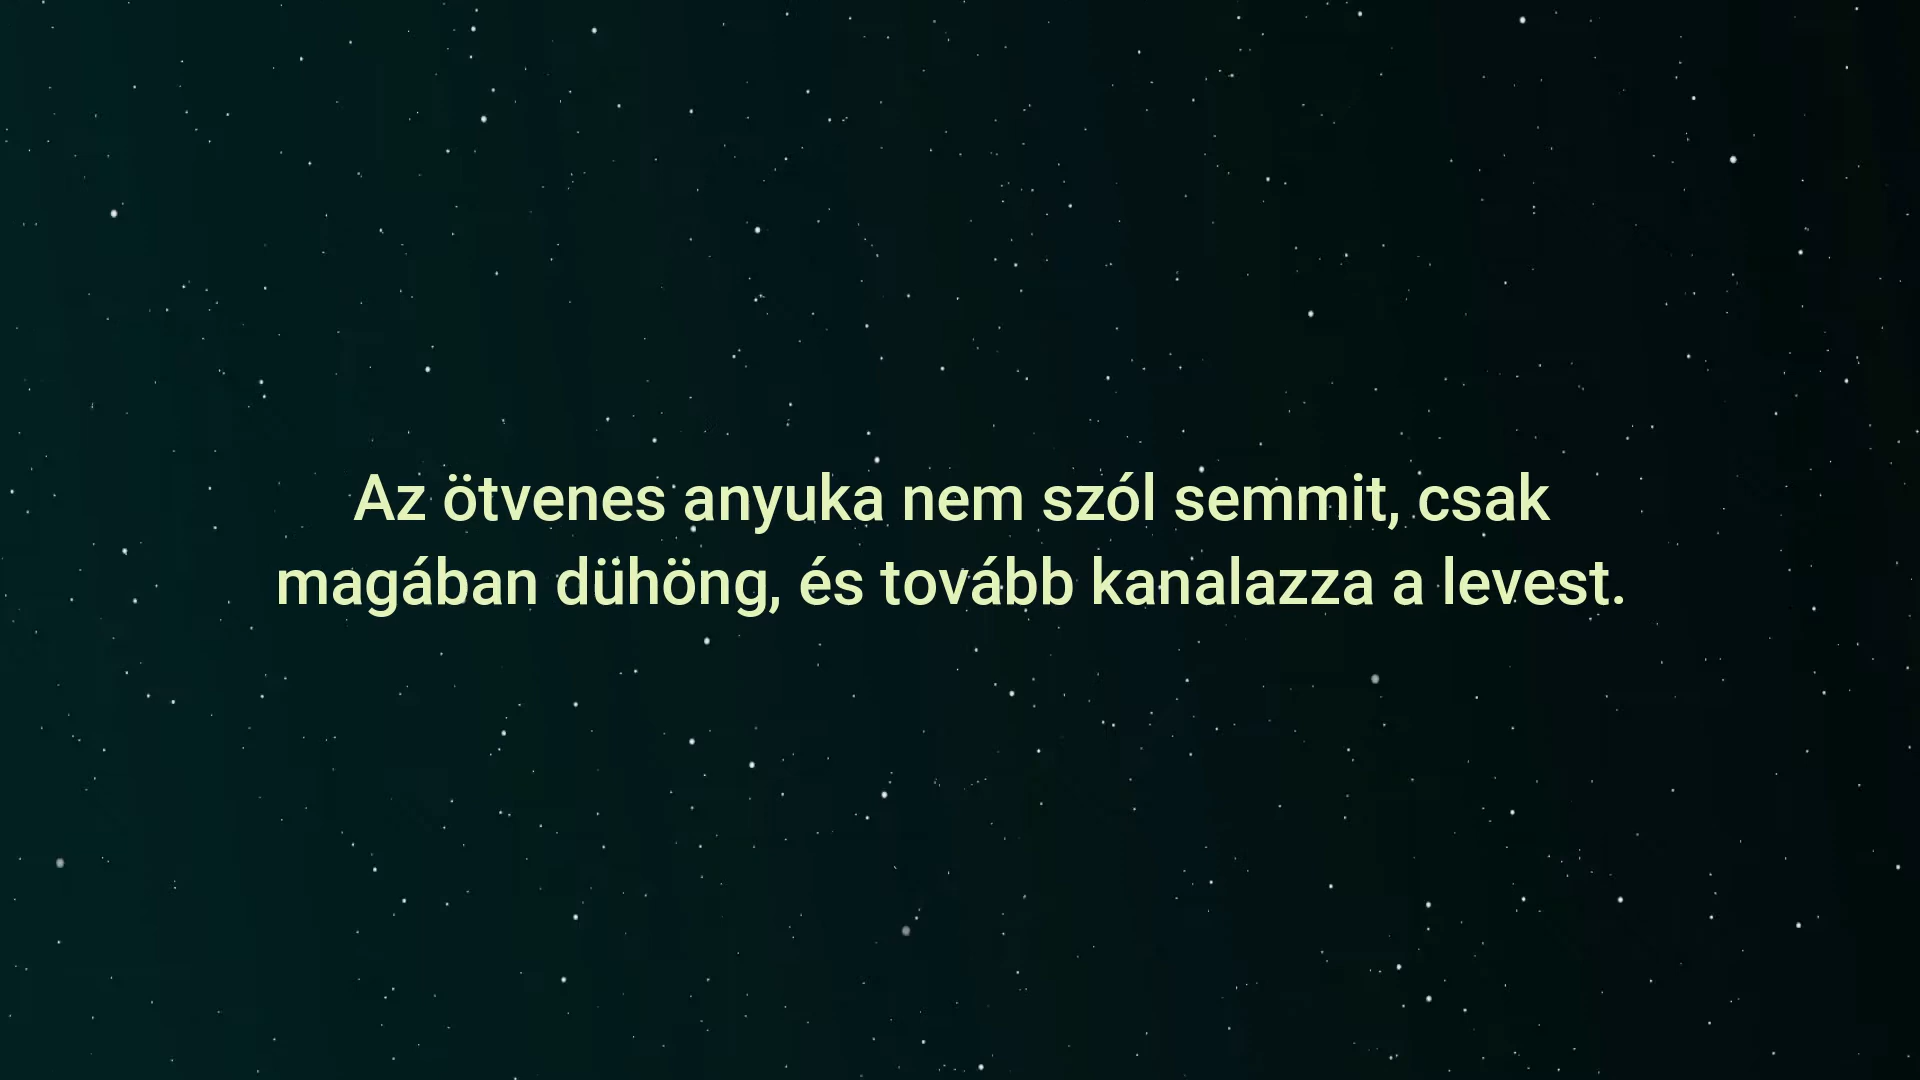 Az ötvenes anyuka nem szól semmit, csak
magában dühöng, és tovább kanalazza a levest.